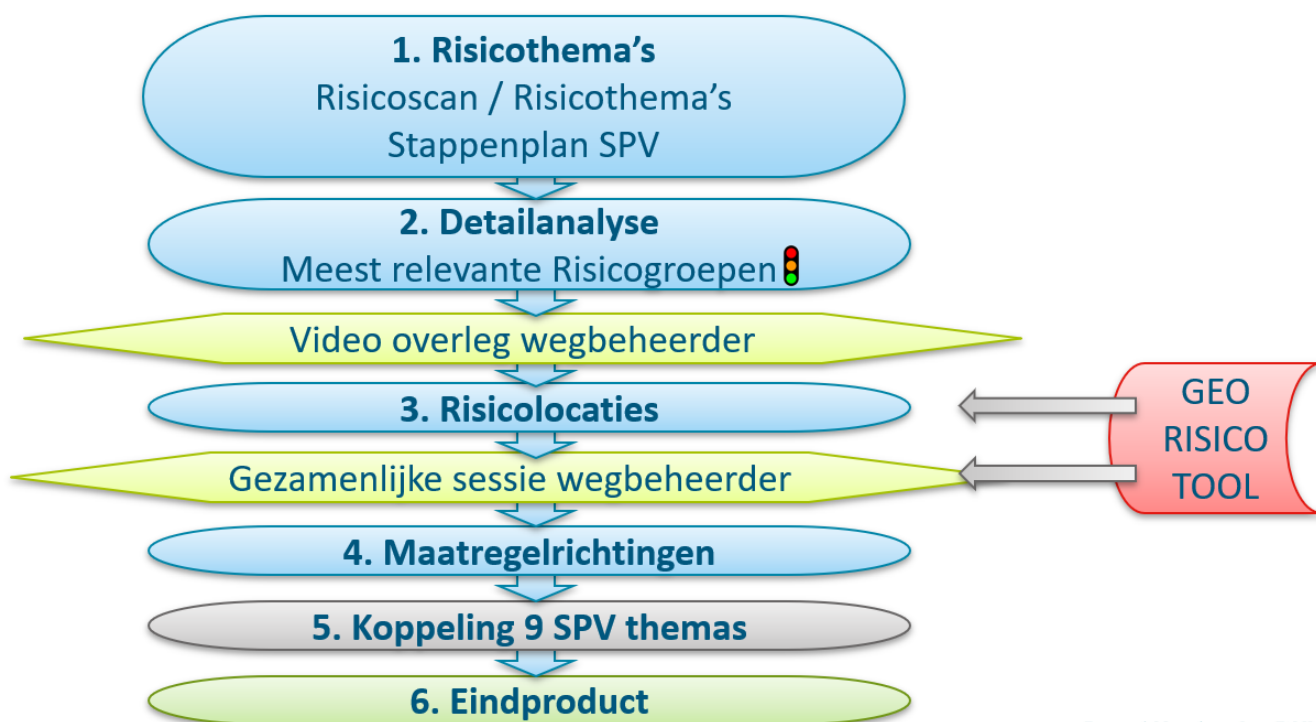 1. Risicothema’s
Risicoscan / Risicothema’s
Stappenplan SPV
2. Detailanalyse
Meest relevante Risicogroepen
Video overleg wegbeheerder
3. Risicolocaties
Gezamenlijke sessie wegbeheerder
4. Maatregelrichtingen
5. Koppeling 9 SPV themas
6. Eindproduct
GEO
RISICO
TOOL